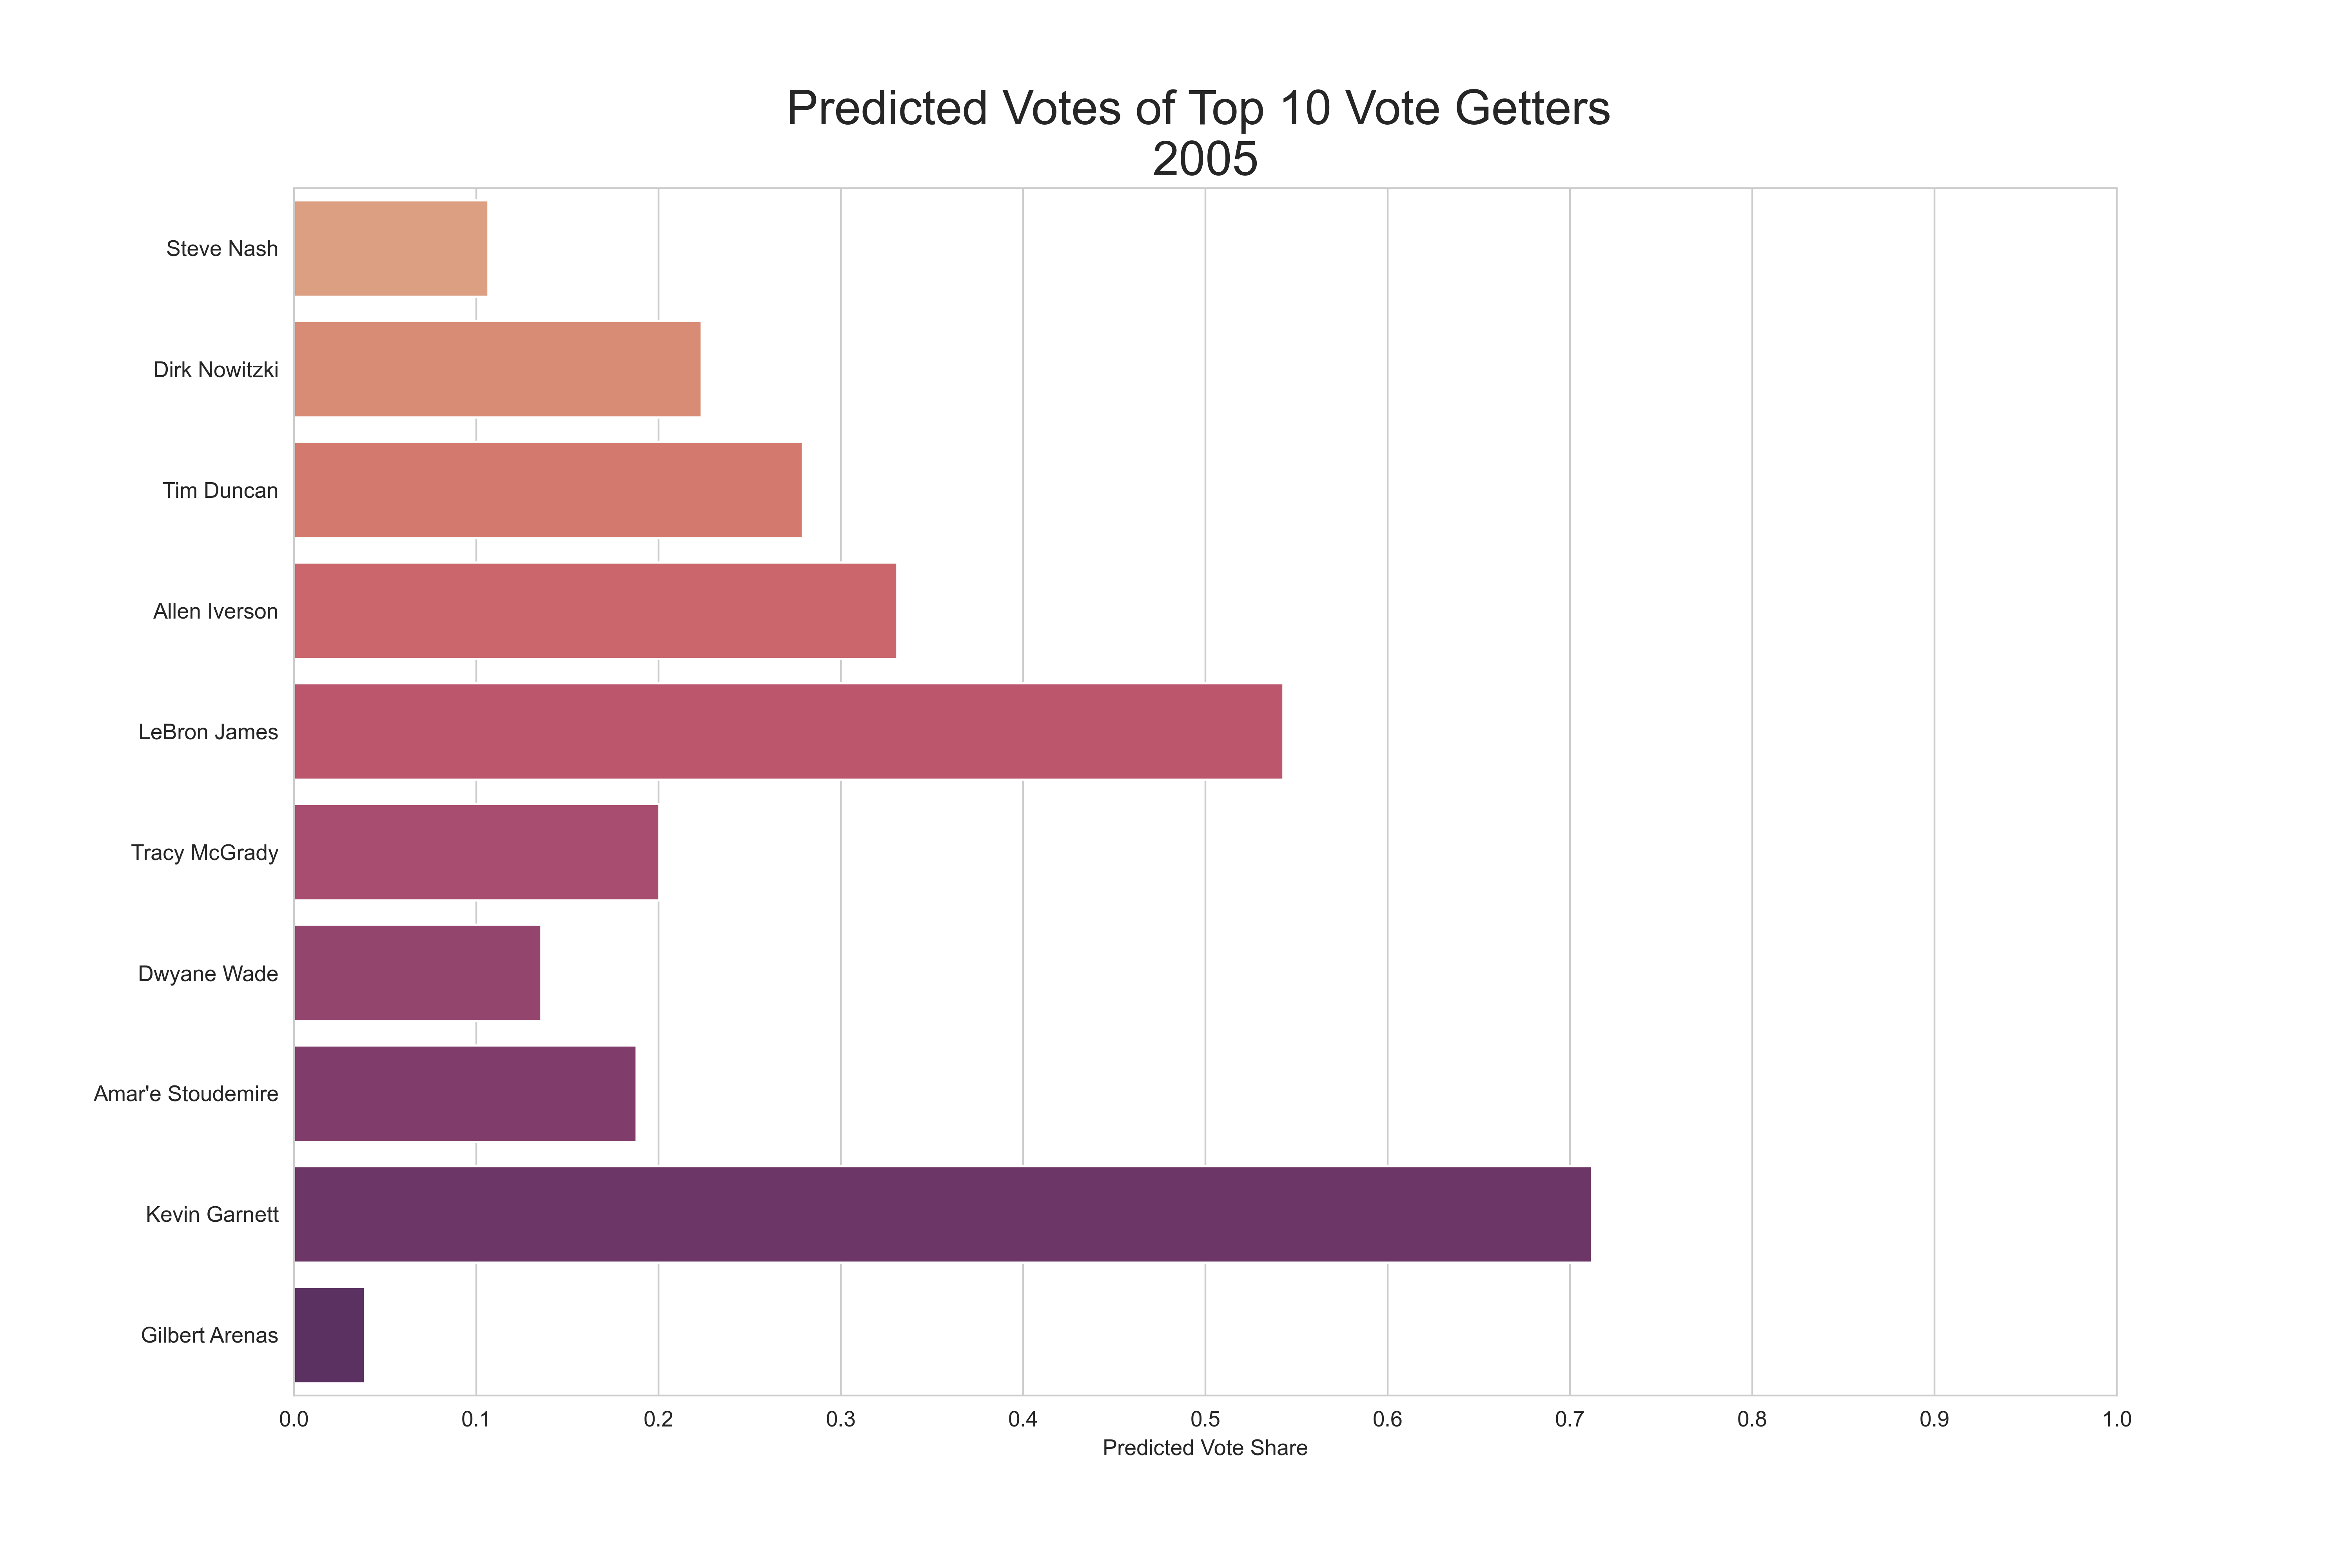 Predicted Votes of Top 10 Vote Getters
2005
Steve Nash
Dirk Nowitzki
Tim Duncan
Allen Iverson
LeBron James
Tracy McGrady
Dwyane Wade
Amar'e Stoudemire
Kevin Garnett
Gilbert Arenas
0.0 0.1 0.2 0.3 0.4 0.5 0.6 0.7 0.8 0.9 1.0
Predicted Vote Share